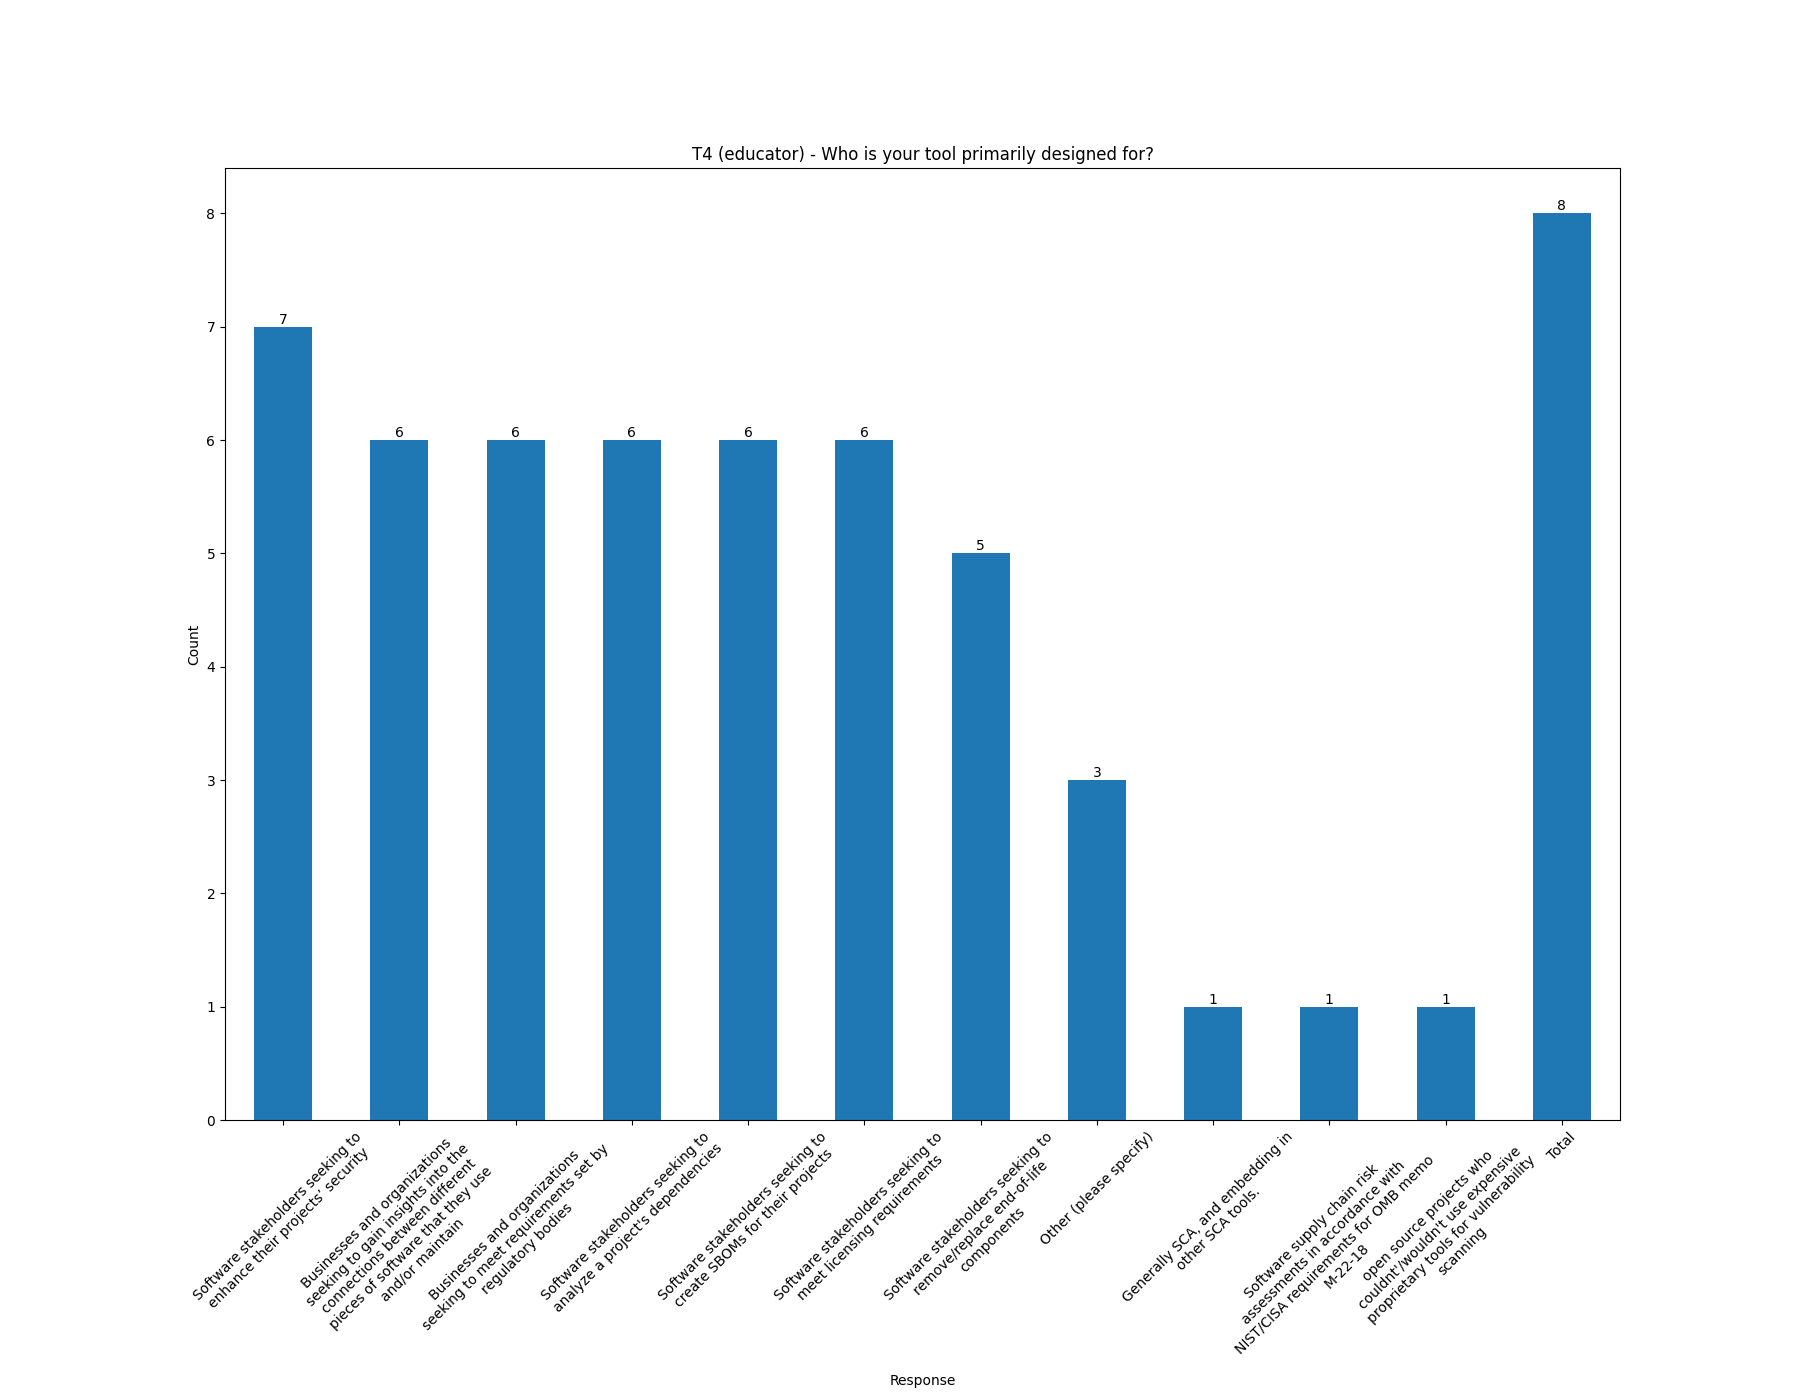 T4 (educator) - Who is your tool primarily designed for?
8
7
6
5
4
3
2
1
0
Count
7
6
6
6
6
6
5
3
1
1
1
8
Software stakeholders seeking to
enhance their projects' security
Businesses and organizations
seeking to gain insights into the
connections between different
pieces of software that they use
and/or maintain
Businesses and organizations
seeking to meet requirements set by
regulatory bodies
Software stakeholders seeking to
analyze a project's dependencies
Software stakeholders seeking to
create SBOMs for their projects
Software stakeholders seeking to
meet licensing requirements
Software stakeholders seeking to
remove/replace end-of-life
components
Other (please specify)
Generally SCA, and embedding in
other SCA tools.
Software supply chain risk
assessments in accordance with
NIST/CISA requirements for OMB memo
M-22-18
open source projects who
couldnt'/wouldn't use expensive
proprietary tools for vulnerability
scanning
Total
Response